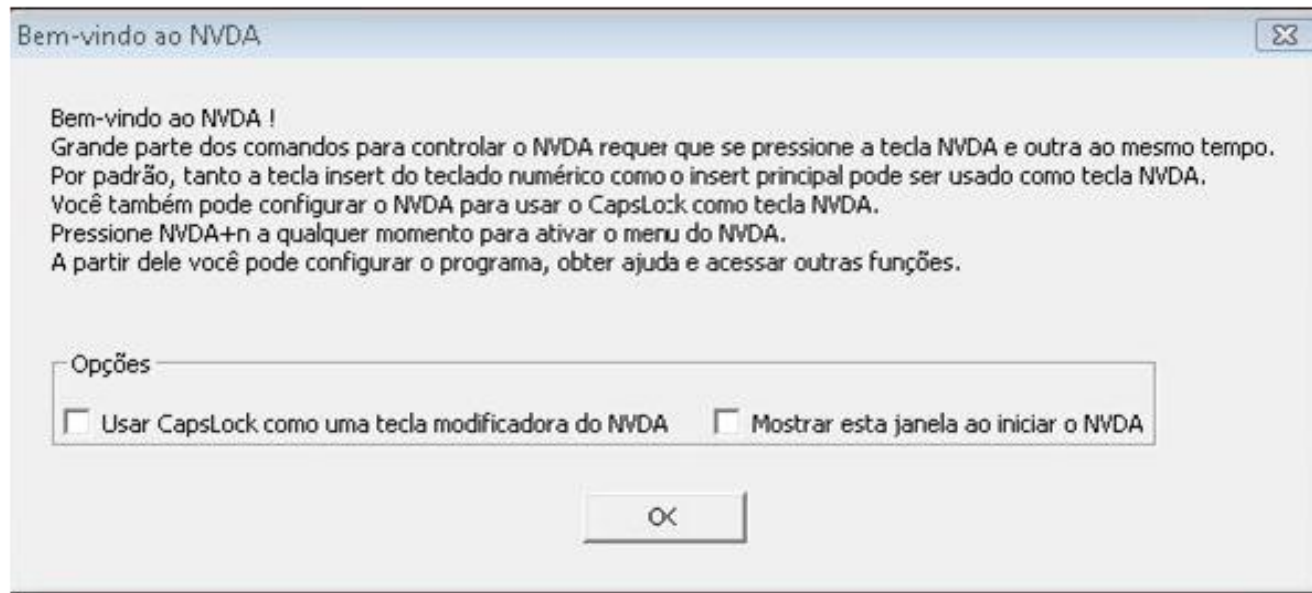 Bem-vindo ao NVDA
Bem-vindo ao NVDA !
Grande parte dos comandos para controlar o NVDA requer que se pressione a tecla NVDA e outra ao mesmo tempo.
Por padrão, tanto a tecla insert do teclado numérico como o insert principal pode ser usado como tecla NVDA.
Você também pode configurar o NVDA para usar o CapsLock como tecla NVDA.
Pressione NVDA+n a qualquer momento para ativar o menu do NVDA.
A partir dele você pode configurar o programa, obter ajuda e acessar outras funções.
Opções
Usar CapsLock como uma tecla modificadora do NVDA Mostrar esta janela ao iniciar o NVDA
OK